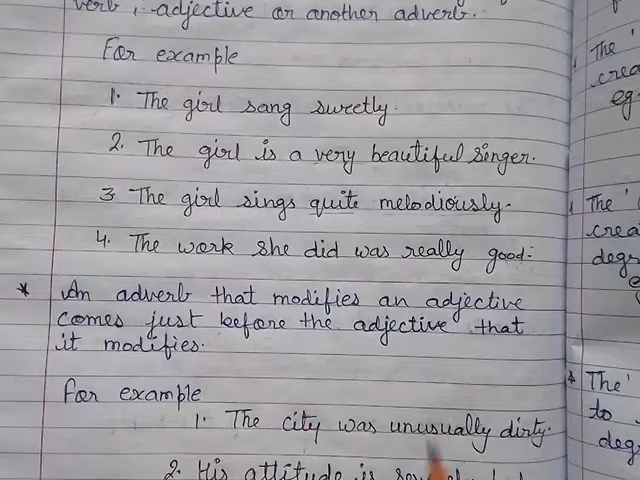 verb, adjective or another adverb.
For example
1. The girl sang sweetly.
2. The girl is a very beautiful singer.
3 The girl sings quite melodiously.
4. The work she did was really good.
* An adverb that modifies an adjective
comes just before the adjective that
it modifies.
For example
1. The city was unusually dirty.
2. His attitude is
The '
crea
eg
The '
crea
degr
The '
to
degr